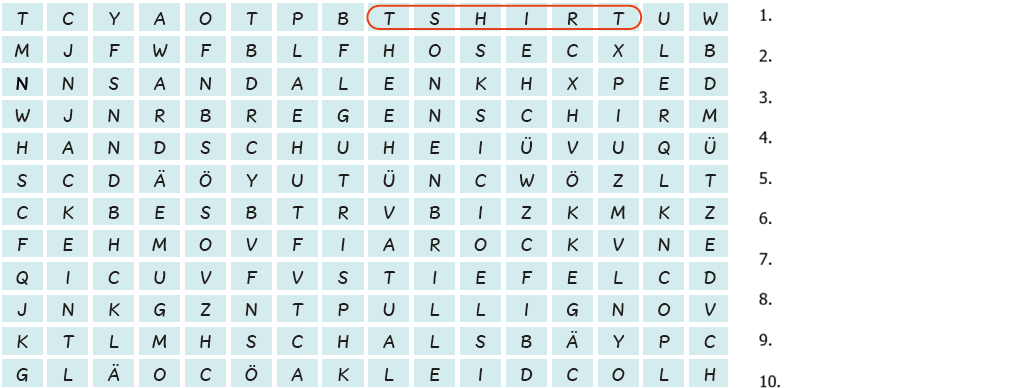 T C Y A O T P B T S H I R T U W
1.
M J F W F B L F H O S E C X L B
2.
N N S A N D A L E N K H X P E D
3.
W J N R B R E G E N S C H I R M
4.
H A N D S C H U H E I Ü V U Q Ü
5.
S C D Ä Ö Y U T Ü N C W Ö Z L T
6.
C K B E S B T R V B I Z K M K Z
F E H M O V F I A R O C K V N E
7.
Q I C U V F V S T I E F E L C D
8.
J N K G Z N T P U L L I G N O V
9.
K T L M H S C H A L S B Ä Y P C
10.
G L Ä O C Ö A K L E I D C O L H